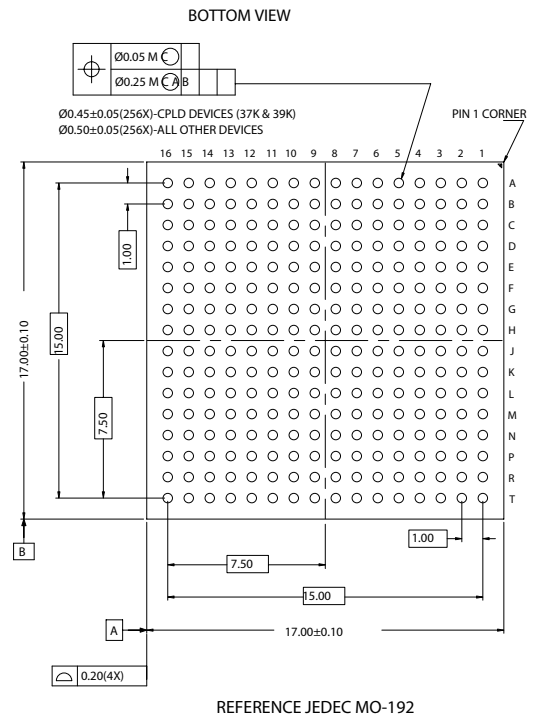 BOTTOM VIEW
Ø0.05 M C
Ø0.25 M C A B
Ø0.45±0.05(256X)-CPLD DEVICES (37K & 39K)
Ø0.50±0.05(256X)-ALL OTHER DEVICES
PIN 1 CORNER
16 15 14 13 12 11 10 9 8 7 6 5 4 3 2 1
A
B
C
D
E
F
G
H
J
K
L
M
N
P
R
T
1.00
15.00
17.00±0.10
7.50
B
1.00
7.50
15.00
A
17.00±0.10
0.20(4X)
REFERENCE JEDEC MO-192